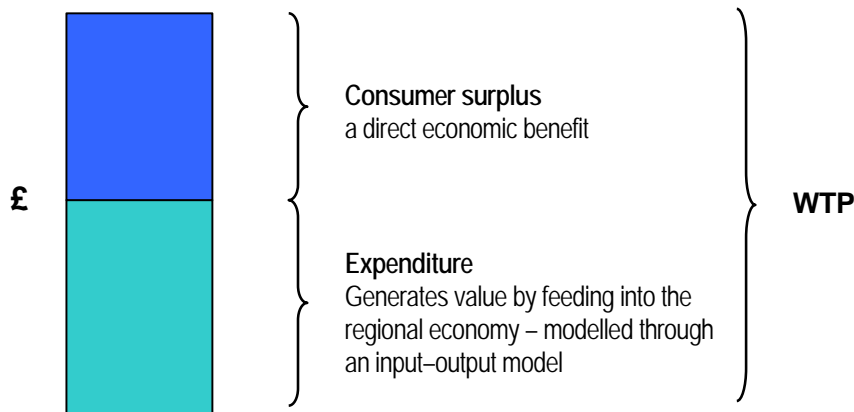 Consumer surplus
a direct economic benefit
£
WTP
Expenditure
Generates value by feeding into the
regional economy – modelled through
an input–output model